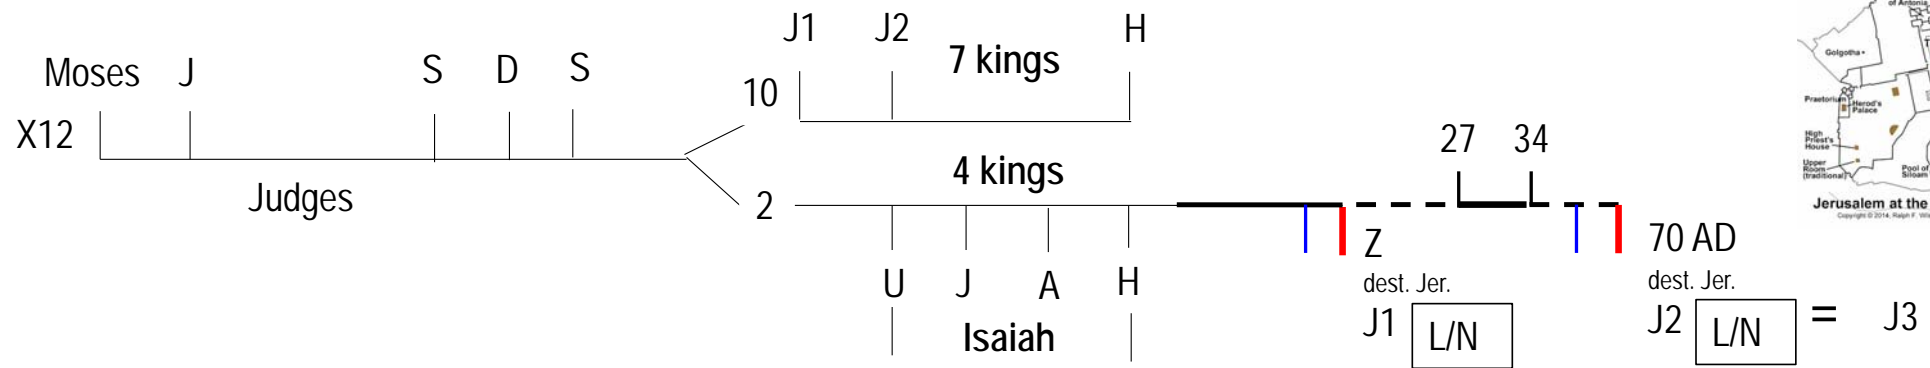 Moses J S D S
X12
Judges
10
J1 J2 H
7 kings
2
4 kings
U J A H
Isaiah
27 34
Z
dest. Jer.
J1 L/N
70 AD
dest. Jer.
J2 L/N = J3
of Antonia
Golgotha
Praetorium
Herod's
Palace
High
Priest's
House
Upper
Room
(traditional)
Pool of
Siloam
Jerusalem at the